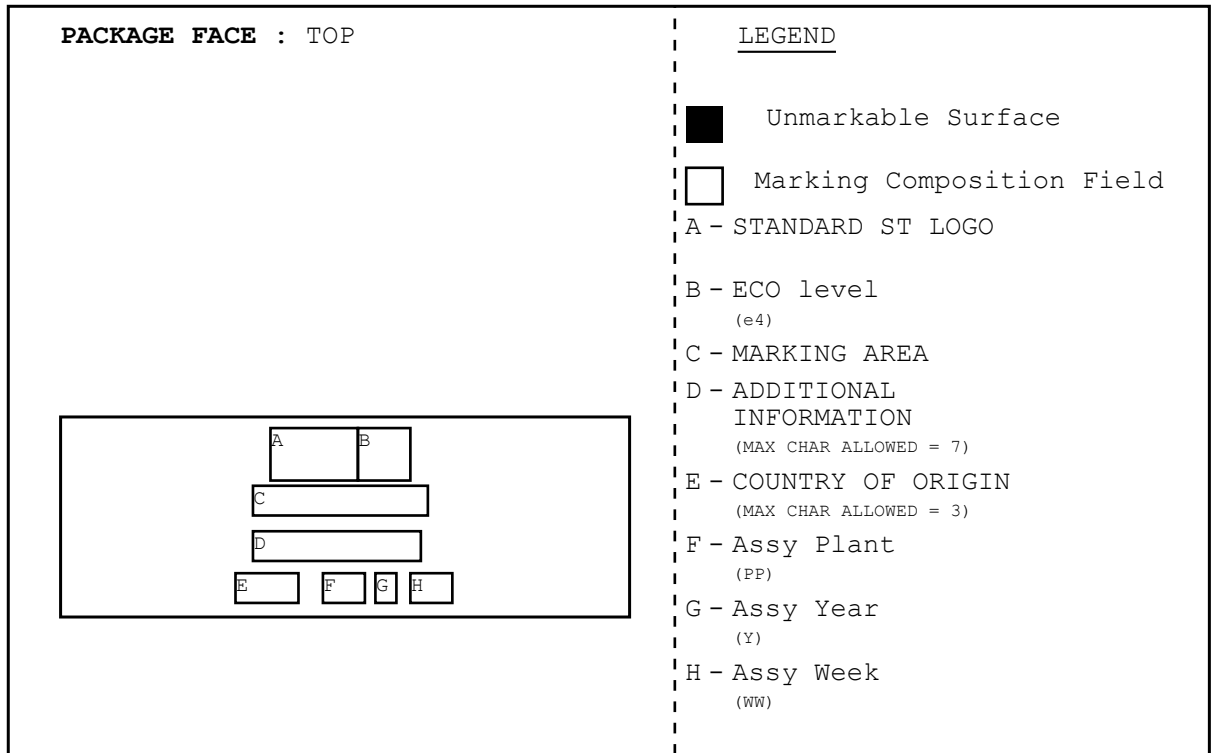 PACKAGE FACE : TOP
A B
C
D
E F G H
LEGEND
Unmarkable Surface
Marking Composition Field
A - STANDARD ST LOGO
B - ECO level
(e4)
C - MARKING AREA
D - ADDITIONAL
INFORMATION
(MAX CHAR ALLOWED = 7)
E - COUNTRY OF ORIGIN
(MAX CHAR ALLOWED = 3)
F - Assy Plant
(PP)
G - Assy Year
(Y)
H - Assy Week
(WW)